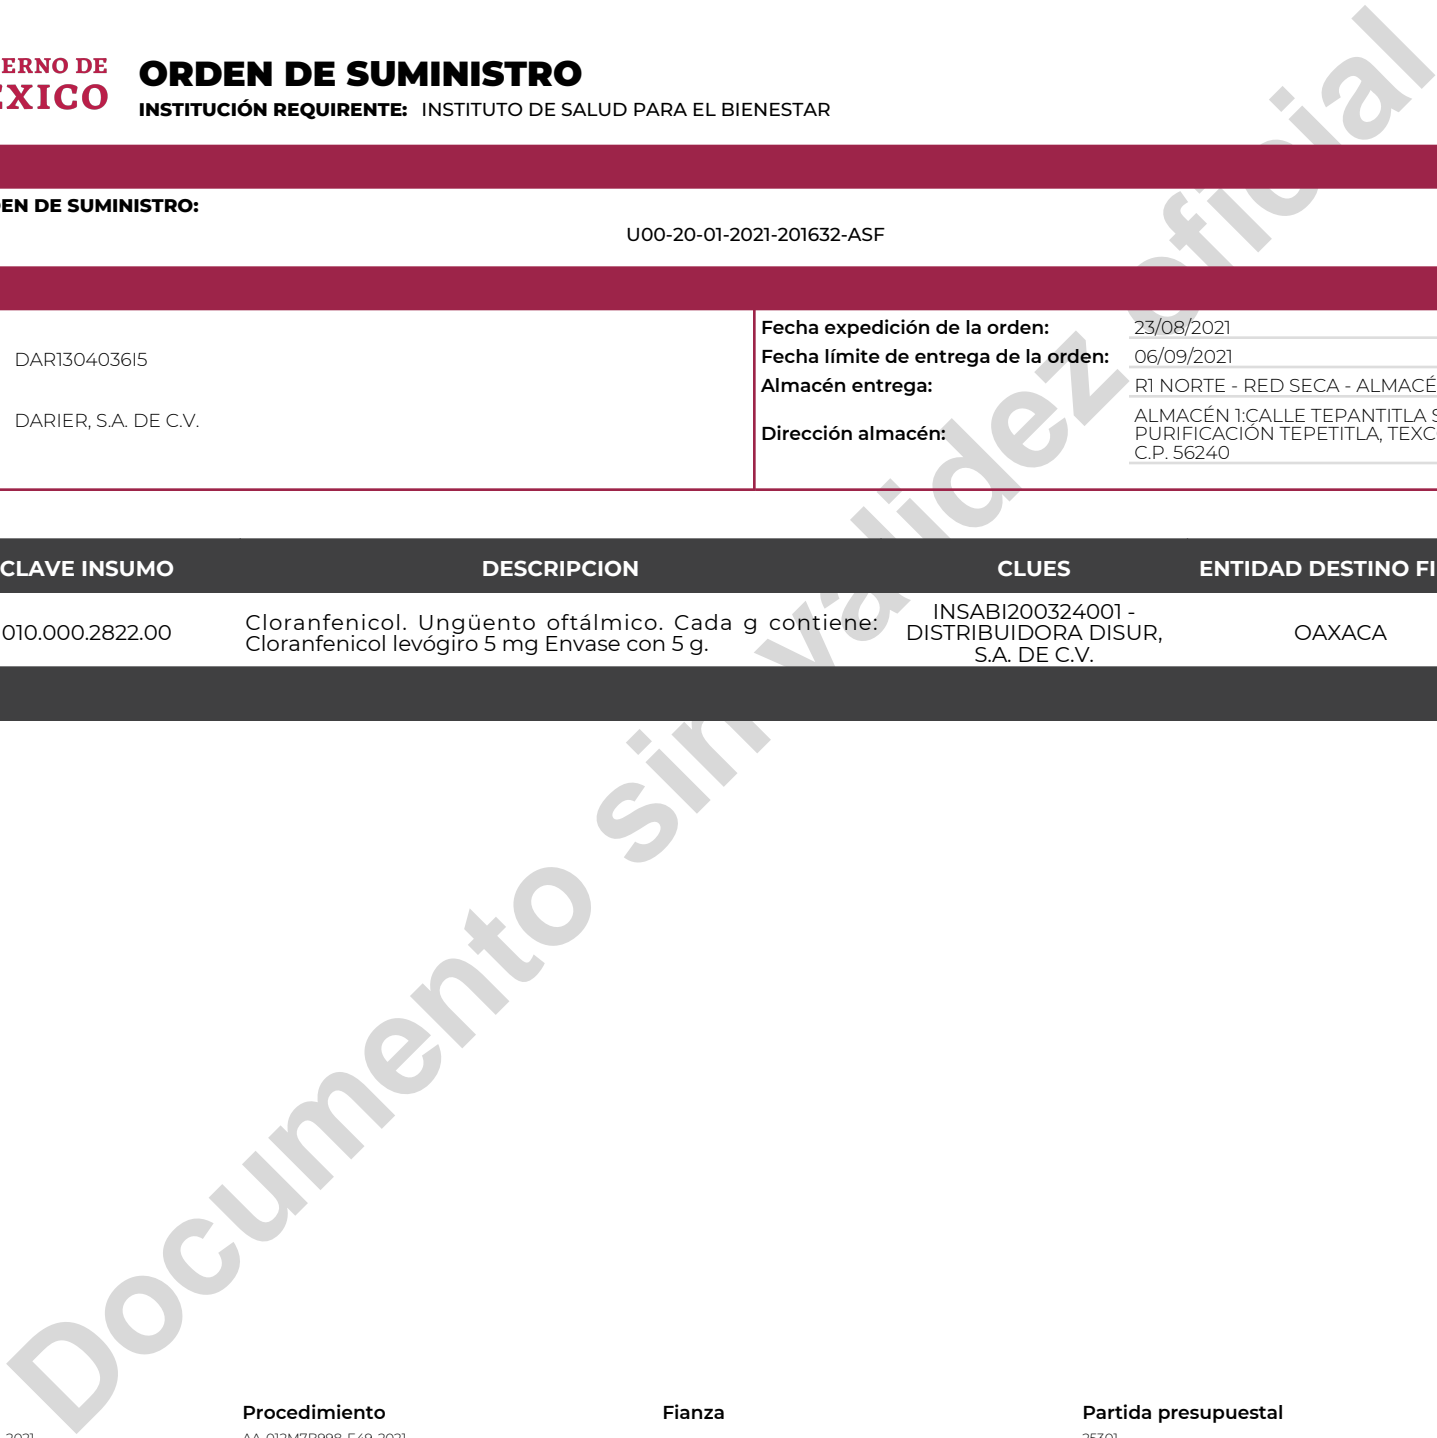 ERNO DE
ÉXICO
ORDEN DE SUMINISTRO
INSTITUCIÓN REQUIRENTE: INSTITUTO DE SALUD PARA EL BIENESTAR
EN DE SUMINISTRO:
U00-20-01-2021-201632-ASF
DAR1304036I5
DARIER, S.A. DE C.V.
Fecha expedición de la orden: 23/08/2021
Fecha límite de entrega de la orden: 06/09/2021
Almacén entrega: R1 NORTE - RED SECA - ALMACÉ
Dirección almacén: ALMACÉN 1:CALLE TEPANTITLA S
PURIFICACIÓN TEPETITLA, TEXC
C.P. 56240
CLAVE INSUMO DESCRIPCION CLUES ENTIDAD DESTINO FI
010.000.2822.00
Cloranfenicol. Ungüento oftálmico. Cada g contiene:
Cloranfenicol levógiro 5 mg Envase con 5 g.
INSABI200324001 -
DISTRIBUIDORA DISUR,
S.A. DE C.V.
OAXACA
Documento sin validez oficial
Procedimiento Fianza Partida presupuestal